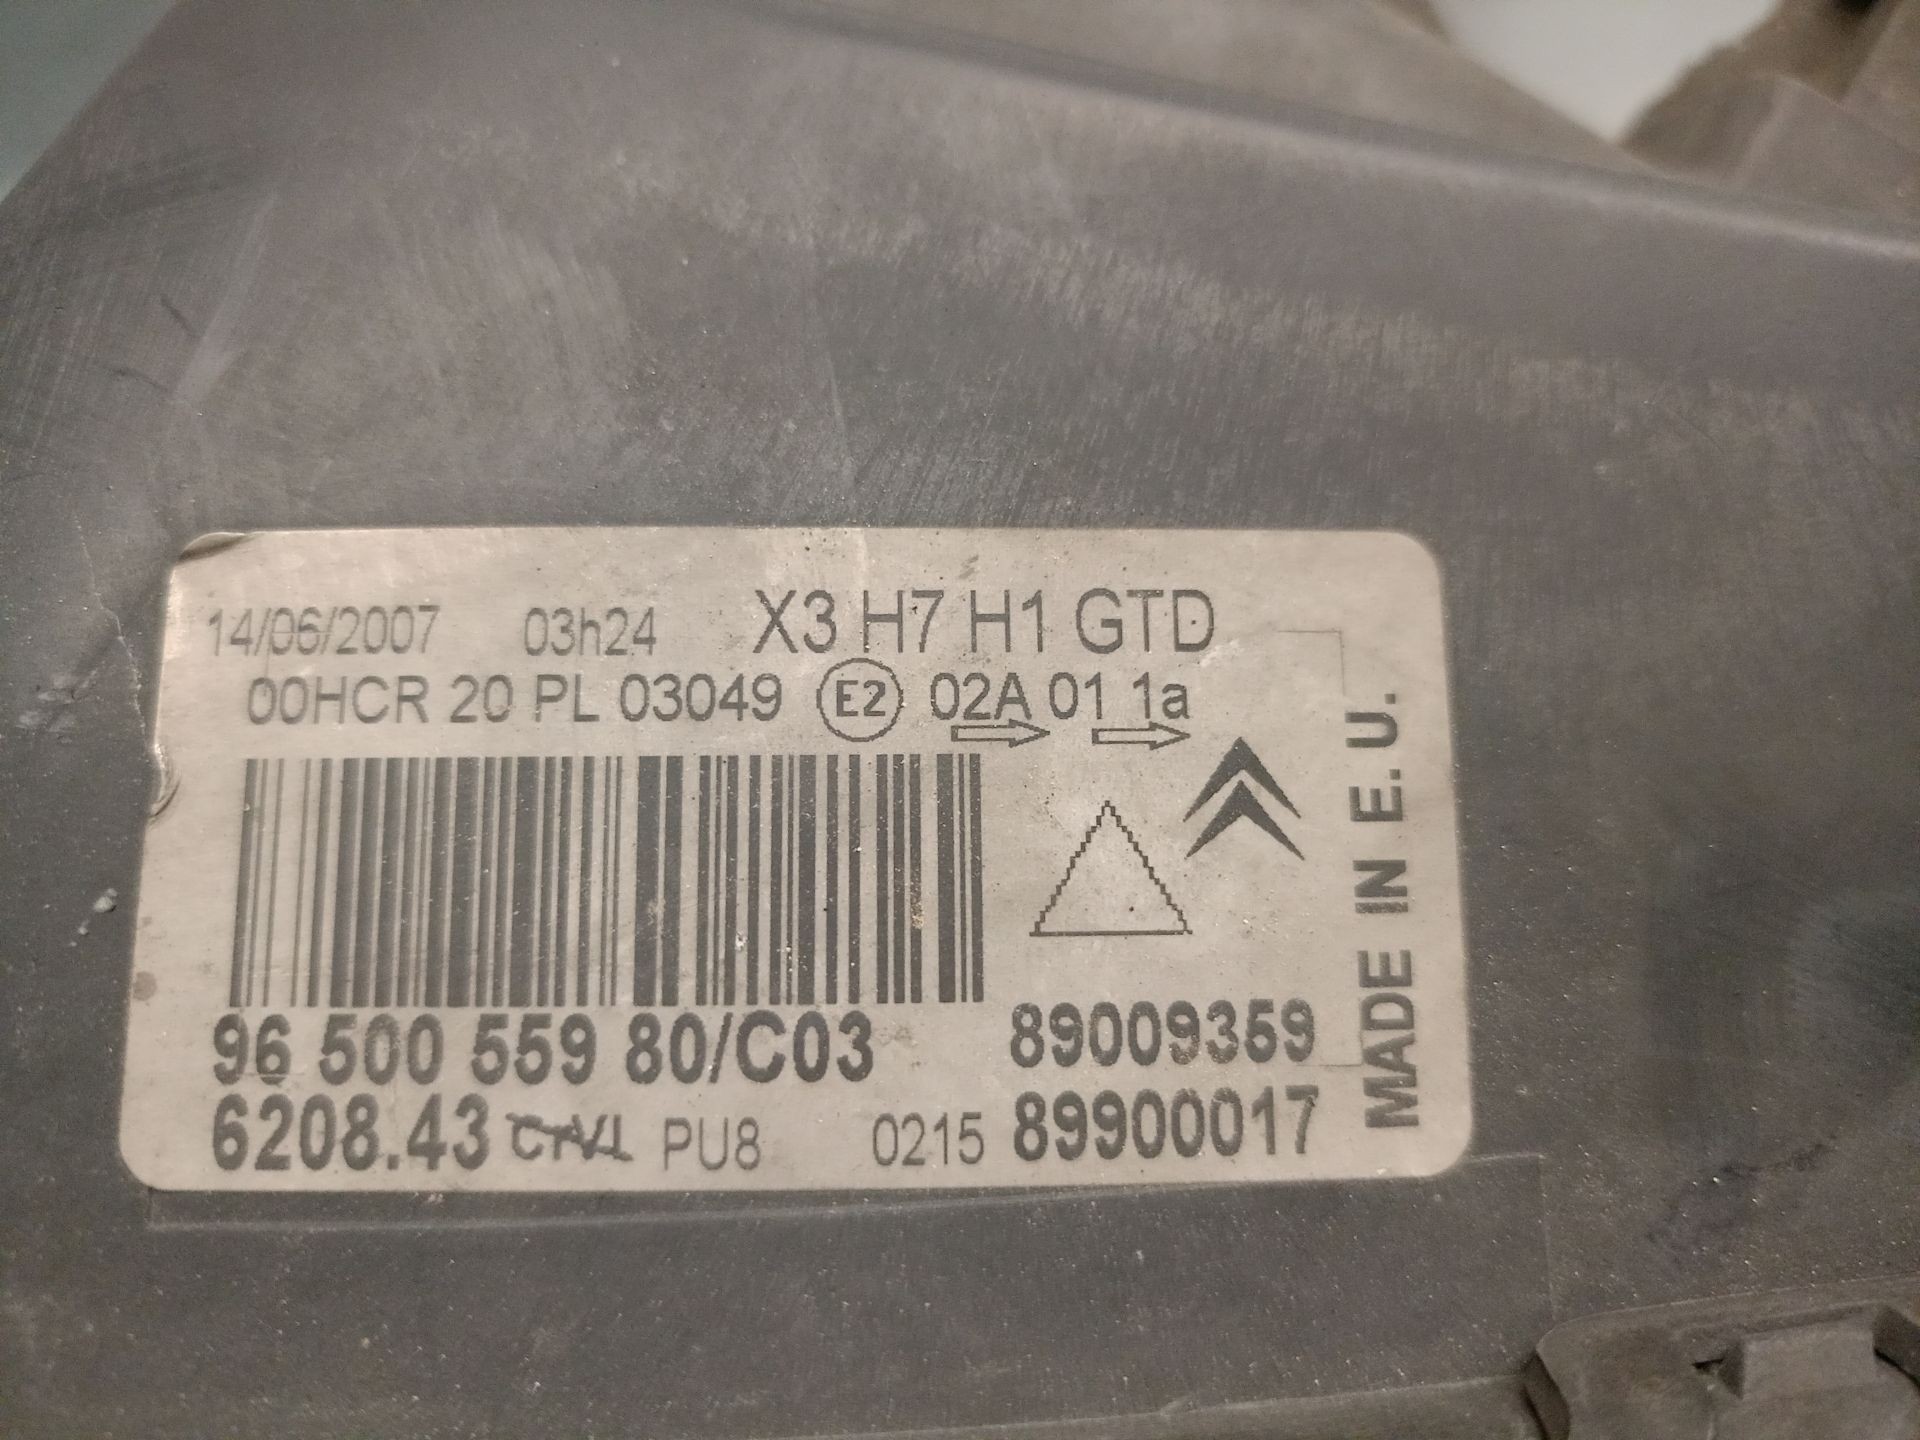 14/06/2007 03h24 X3 H7 H1 GTD
00HCR 20 PL 03049 E2 02A 01 1a
96 500 559 80/C03 89009359
6208.43 PU8 0215 89900017
MADE IN E.U.